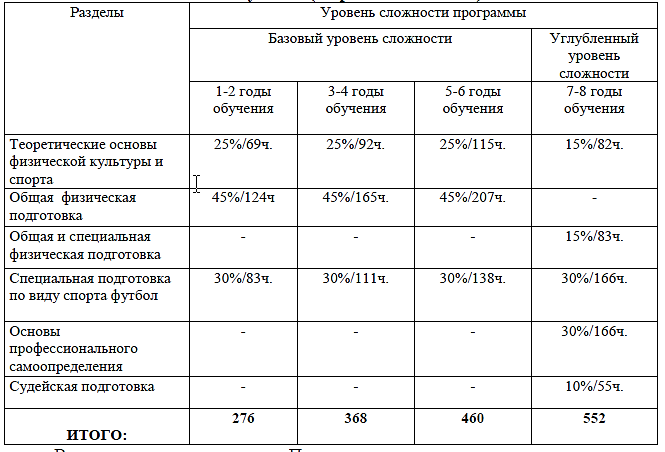 Разделы
Уровень сложности программы
Базовый уровень сложности
Углубленный
уровень
сложности
1-2 годы
обучения
3-4 годы
обучения
5-6 годы
обучения
7-8 годы
обучения
Теоретические основы
физической культуры и
спорта
25%/69ч.
25%/92ч.
25%/115ч.
15%/82ч.
Общая физическая
подготовка
45%/124ч
45%/165ч.
45%/207ч.
-
Общая и специальная
физическая подготовка
-
-
-
15%/83ч.
Специальная подготовка
по виду спорта футбол
30%/83ч.
30%/111ч.
30%/138ч.
30%/166ч.
Основы
профессионального
самоопределения
-
-
-
30%/166ч.
Судейская подготовка
-
-
-
10%/55ч.
ИТОГО:
276
368
460
552